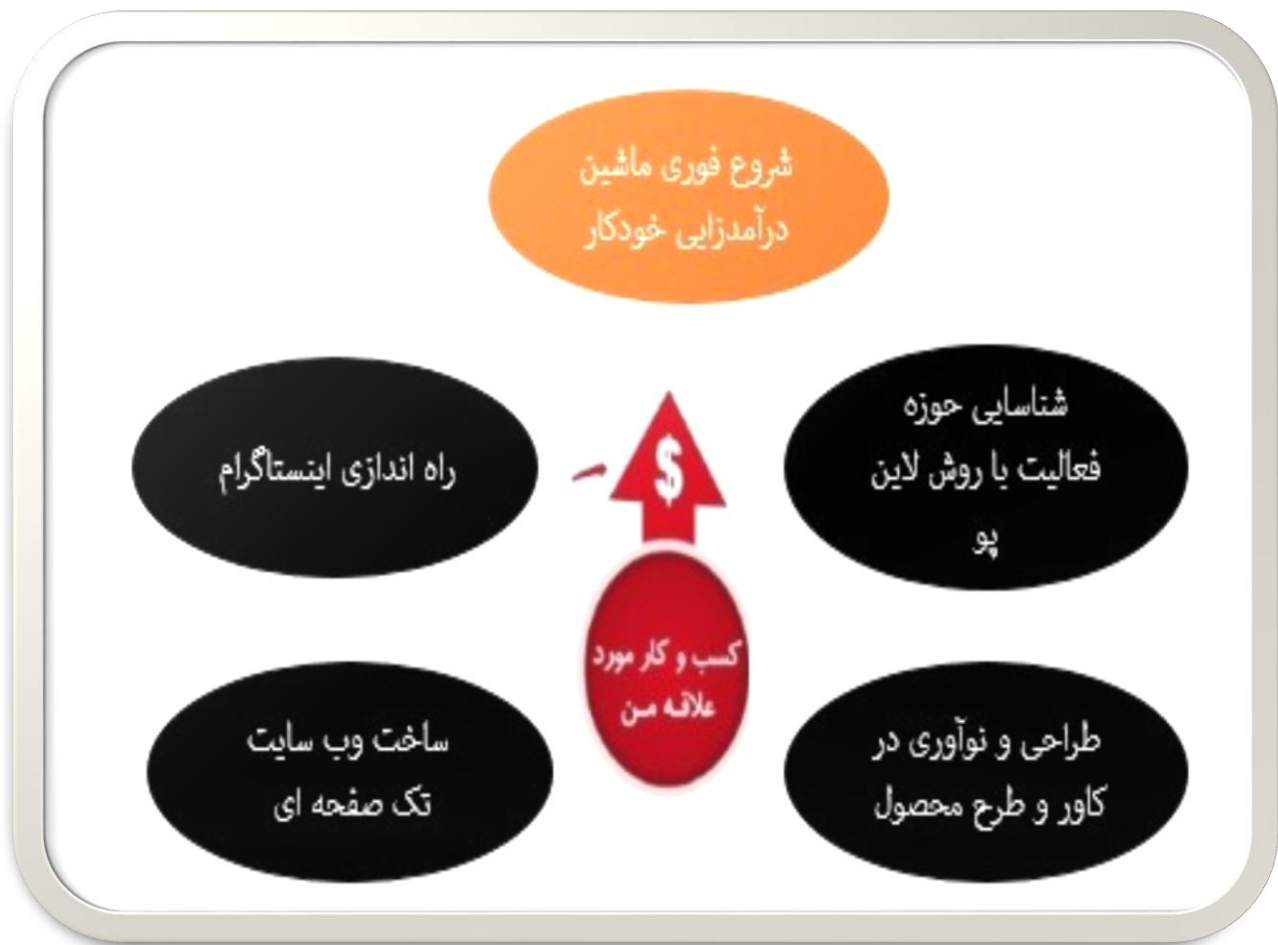 شروع فوری ماشین
درآمدزایی خودکار
شناسایی حوزه
فعالیت با روش لاین
پو
راه اندازی اینستاگرام
$
کسب و کار مورد
علاقه من
طراحی و نوآوری در
کاور و طرح محصول
ساخت وب سایت
تک صفحه ای